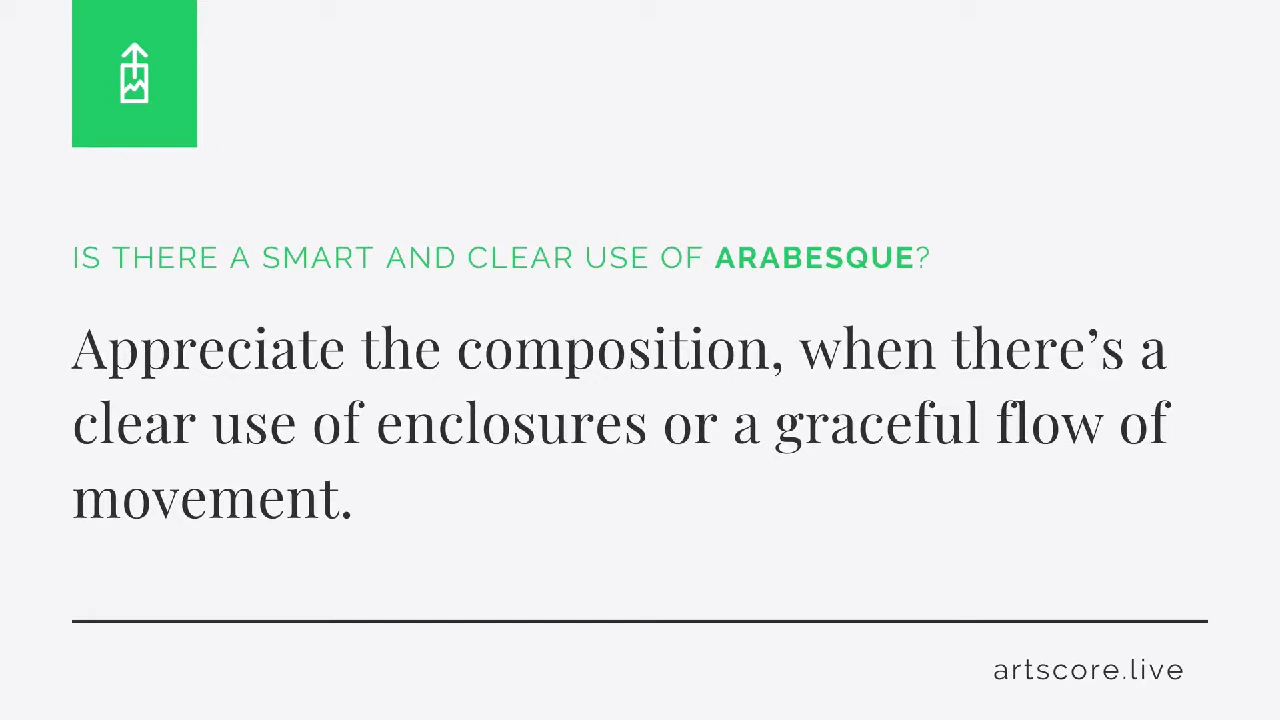 IS THERE A SMART AND CLEAR USE OF ARABESQUE?
Appreciate the composition, when there’s a
clear use of enclosures or a graceful flow of
movement.
artscore.live